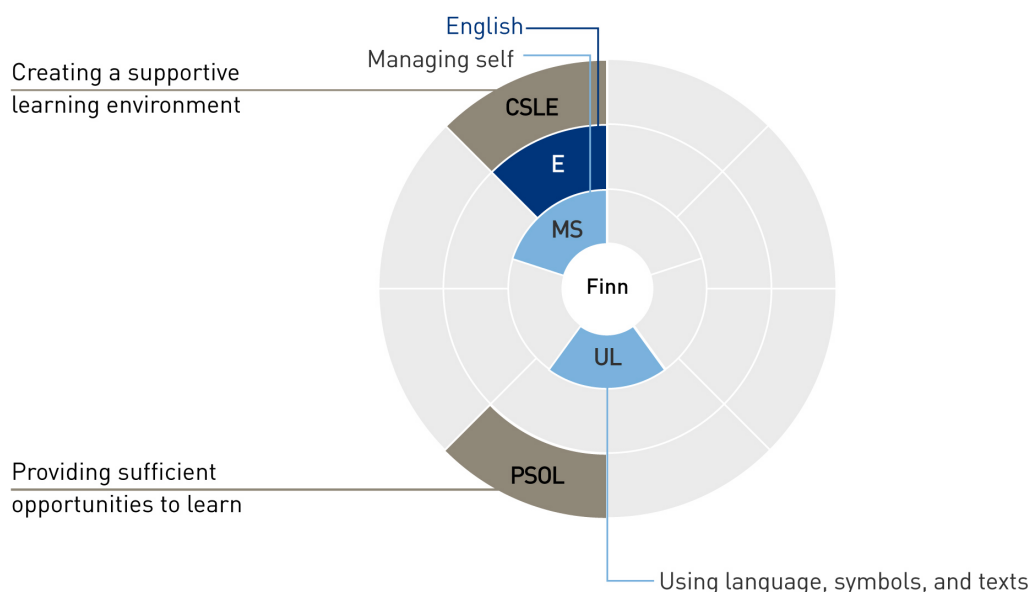 English
Managing self
Creating a supportive
learning environment
CSLE
E
MS
Finn
UL
Providing sufficient
opportunities to learn
PSOL
Using language, symbols, and texts